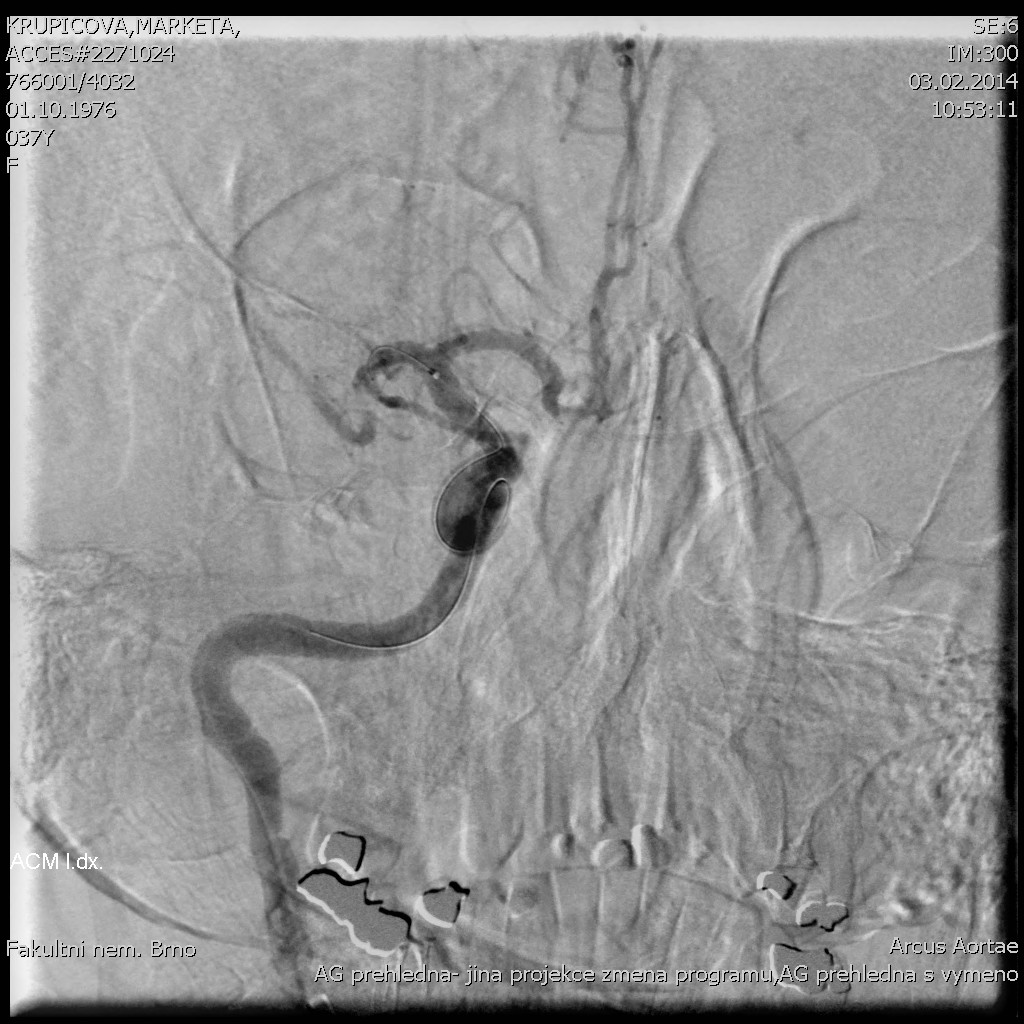 KRUPICOVA,MARKETA,
ACCES#2271024
766001/4032
01.10.1976
037Y
F
SE:6
IM:300
03.02.2014
10:53:11
ACM l.dx.
Fakultni nem. Brno
Arcus Aortae
AG prehledna- jina projekce zmena programu,AG prehledna s vymeno